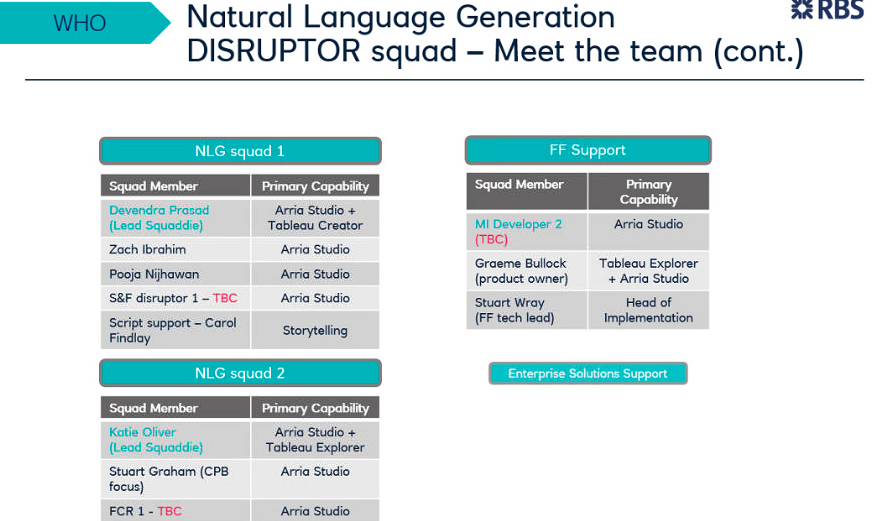 WHO
Natural Language Generation
DISRUPTOR squad – Meet the team (cont.)
RBS
NLG squad 1
Squad Member Primary Capability
Devendra Prasad
(Lead Squaddie)
Arria Studio +
Tableau Creator
Zach Ibrahim Arria Studio
Pooja Nijhawan Arria Studio
S&F disruptor 1 – TBC Arria Studio
Script support – Carol
Findlay
Storytelling
NLG squad 2
Squad Member Primary Capability
Katie Oliver
(Lead Squaddie)
Arria Studio +
Tableau Explorer
Stuart Graham (CPB
focus)
Arria Studio
FCR 1 - TBC Arria Studio
FF Support
Squad Member
Primary
Capability
MI Developer 2
(TBC)
Arria Studio
Graeme Bullock
(product owner)
Tableau Explorer
+ Arria Studio
Stuart Wray
(FF tech lead)
Head of
Implementation
Enterprise Solutions Support